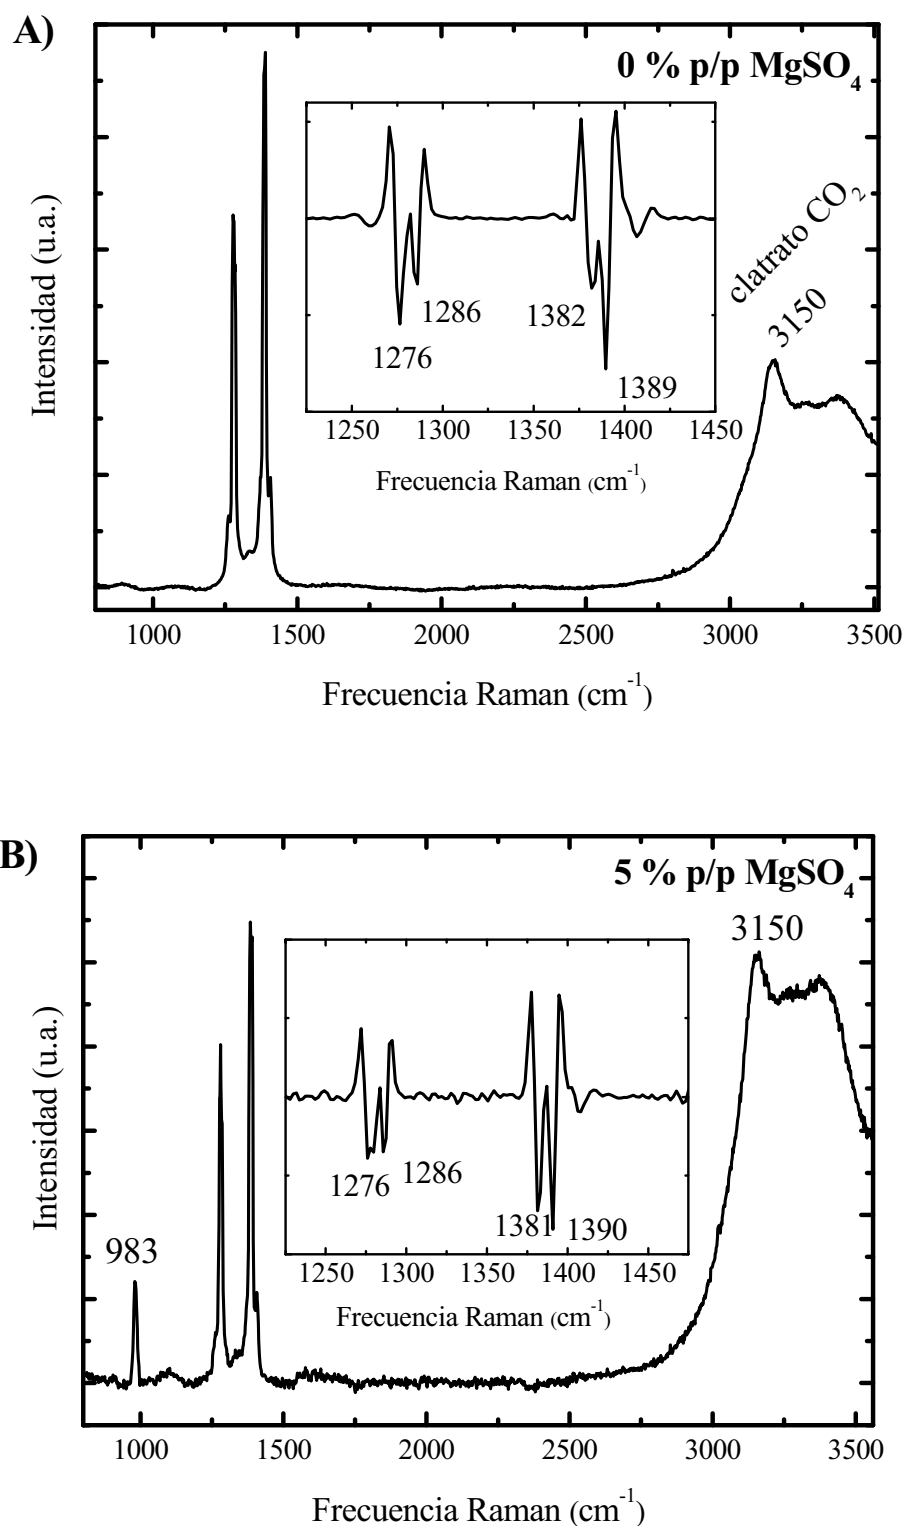 A)
0 % p/p MgSO₄
clatrato CO₂
3150
Intensidad (u.a.)
1286
1276
1382
1389
1250 1300 1350 1400 1450
Frecuencia Raman (cm⁻¹)
1000 1500 2000 2500 3000 3500
Frecuencia Raman (cm⁻¹)
B)
5 % p/p MgSO₄
3150
Intensidad (u.a.)
983
1276
1286
1381
1390
1250 1300 1350 1400 1450
Frecuencia Raman (cm⁻¹)
1000 1500 2000 2500 3000 3500
Frecuencia Raman (cm⁻¹)